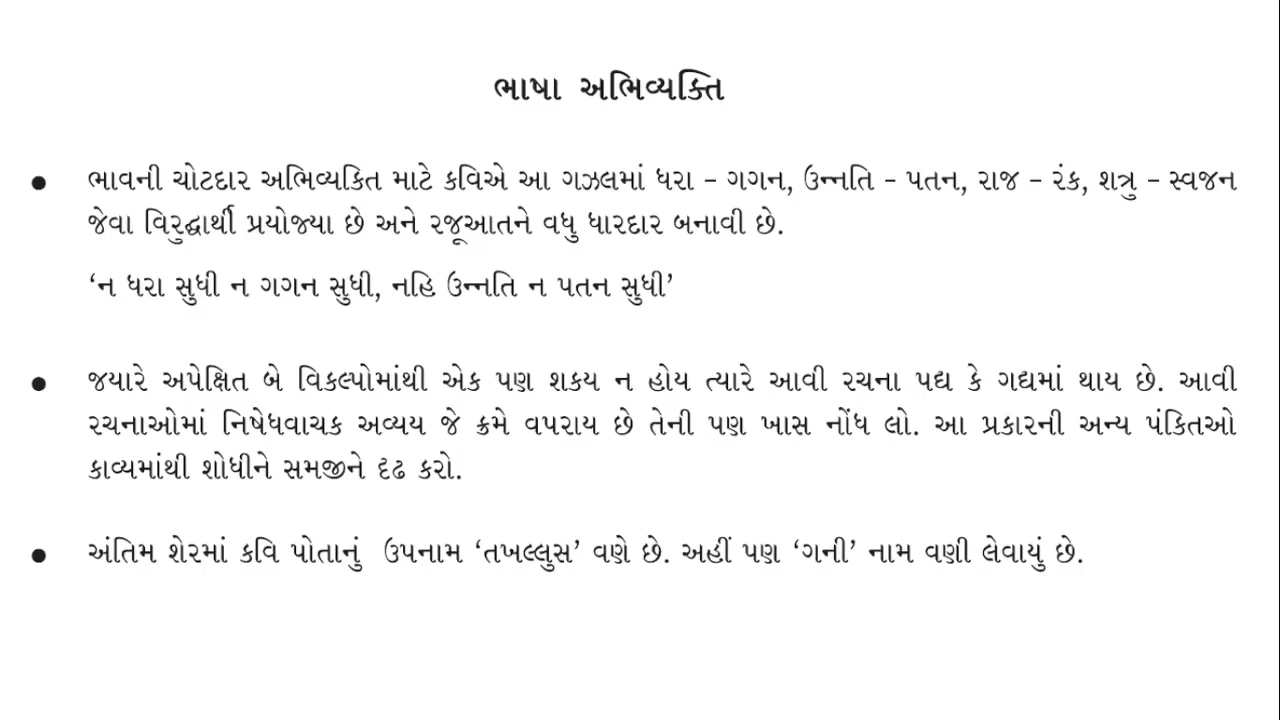 ભાષા અભિવ્યક્તિ
● ભાવની ચોટદાર અભિવ્યકિત માટે કવિએ આ ગઝલમાં ધરા – ગગન, ઉન્નતિ – પતન, રાજ – રંક, શત્રુ – સ્વજન
જેવા વિરુદ્ધાર્થી પ્રયોજ્યા છે અને રજૂઆતને વધુ ધારદાર બનાવી છે.
‘ન ધરા સુધી ન ગગન સુધી, નહિ ઉન્નતિ ન પતન સુધી’
● જયારે અપેક્ષિત બે વિકલ્પોમાંથી એક પણ શકય ન હોય ત્યારે આવી રચના પદ્ય કે ગદ્યમાં થાય છે. આવી
રચનાઓમાં નિષેધવાચક અવ્યય જે ક્રમે વપરાય છે તેની પણ ખાસ નોંધ લો. આ પ્રકારની અન્ય પંકિતઓ
કાવ્યમાંથી શોધીને સમજીને દૃઢ કરો.
● અંતિમ શેરમાં કવિ પોતાનું ઉપનામ ‘તખલ્લુસ’ વણે છે. અહીં પણ ‘ગની’ નામ વણી લેવાયું છે.